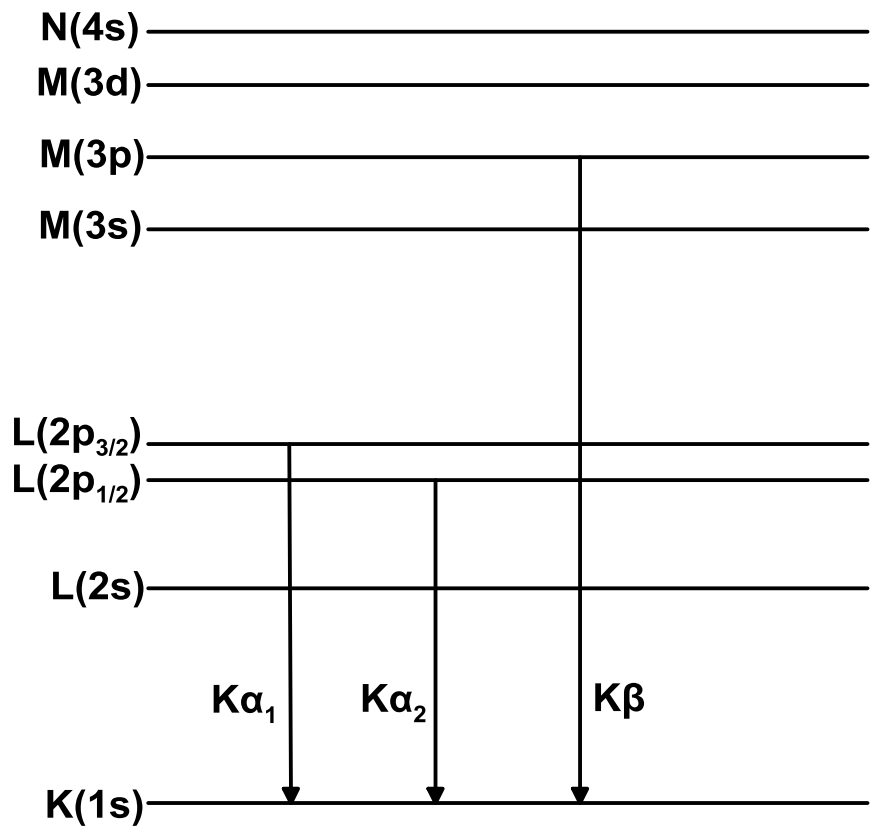 N(4s)
M(3d)
M(3p)
M(3s)
L(2p3/2)
L(2p1/2)
L(2s)
Kα1
Kα2
Kβ
K(1s)